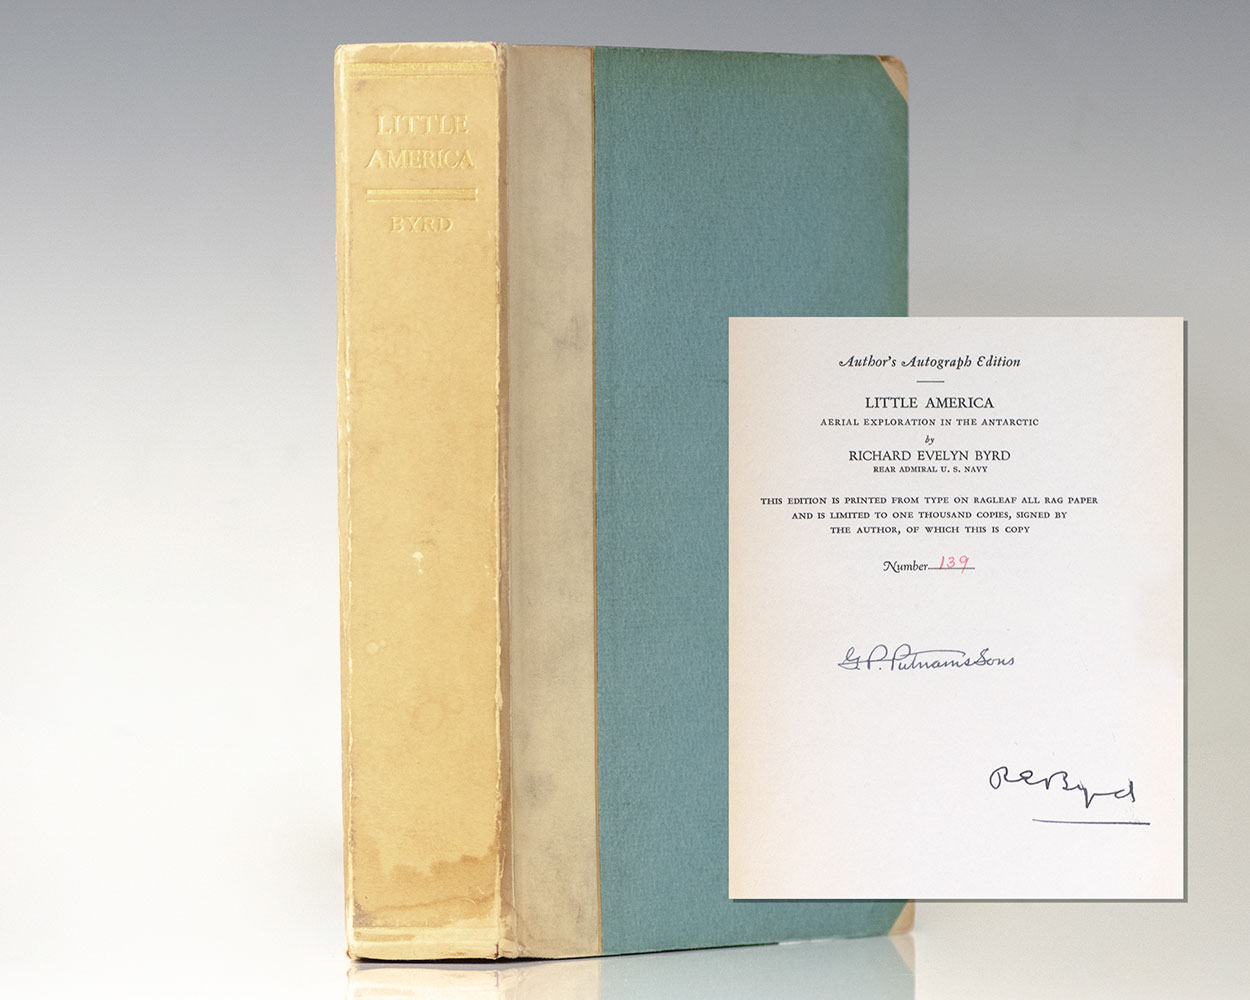 LITTLE
AMERICA
BYRD
Author's Autograph Edition
LITTLE AMERICA
AERIAL EXPLORATION IN THE ANTARCTIC
by
RICHARD EVELYN BYRD
REAR ADMIRAL U. S. NAVY
THIS EDITION IS PRINTED FROM TYPE ON RAGLEAF ALL RAG PAPER
AND IS LIMITED TO ONE THOUSAND COPIES, SIGNED BY
THE AUTHOR, OF WHICH THIS IS COPY
Number 139
G. P. Putnam's Sons
R E Byrd